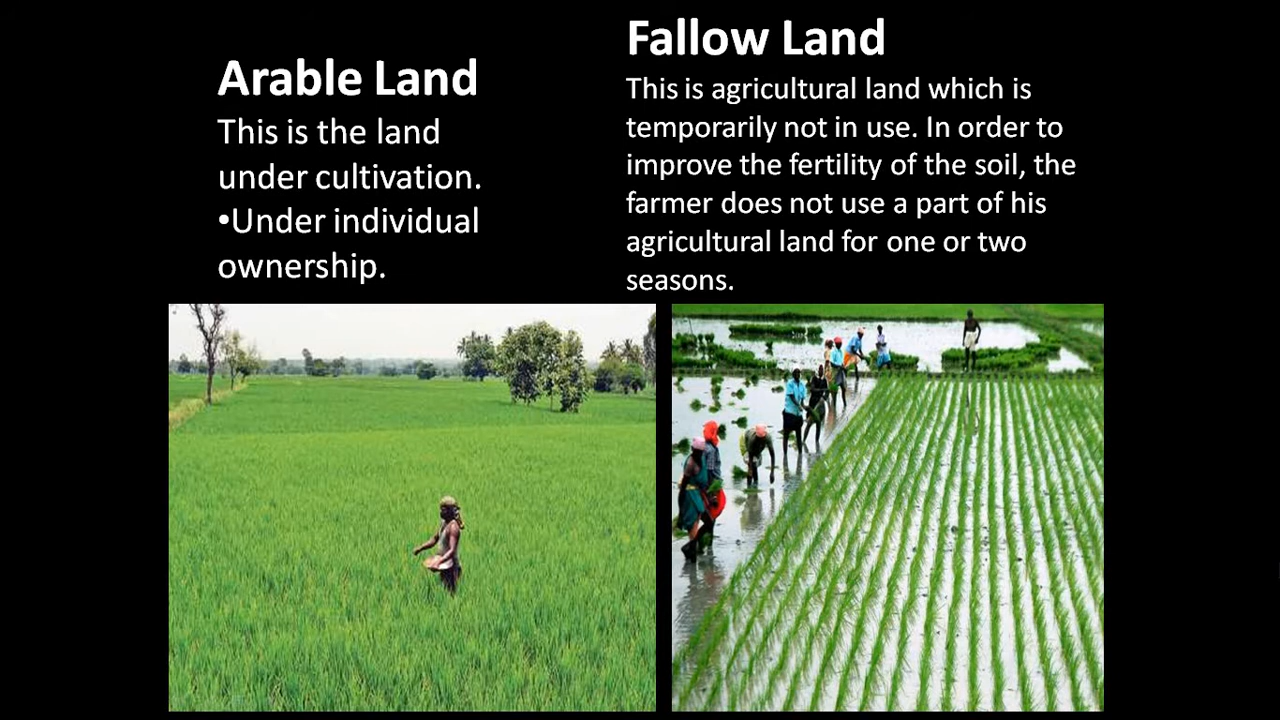 Arable Land
This is the land
under cultivation.
•Under individual
ownership.
Fallow Land
This is agricultural land which is
temporarily not in use. In order to
improve the fertility of the soil, the
farmer does not use a part of his
agricultural land for one or two
seasons.